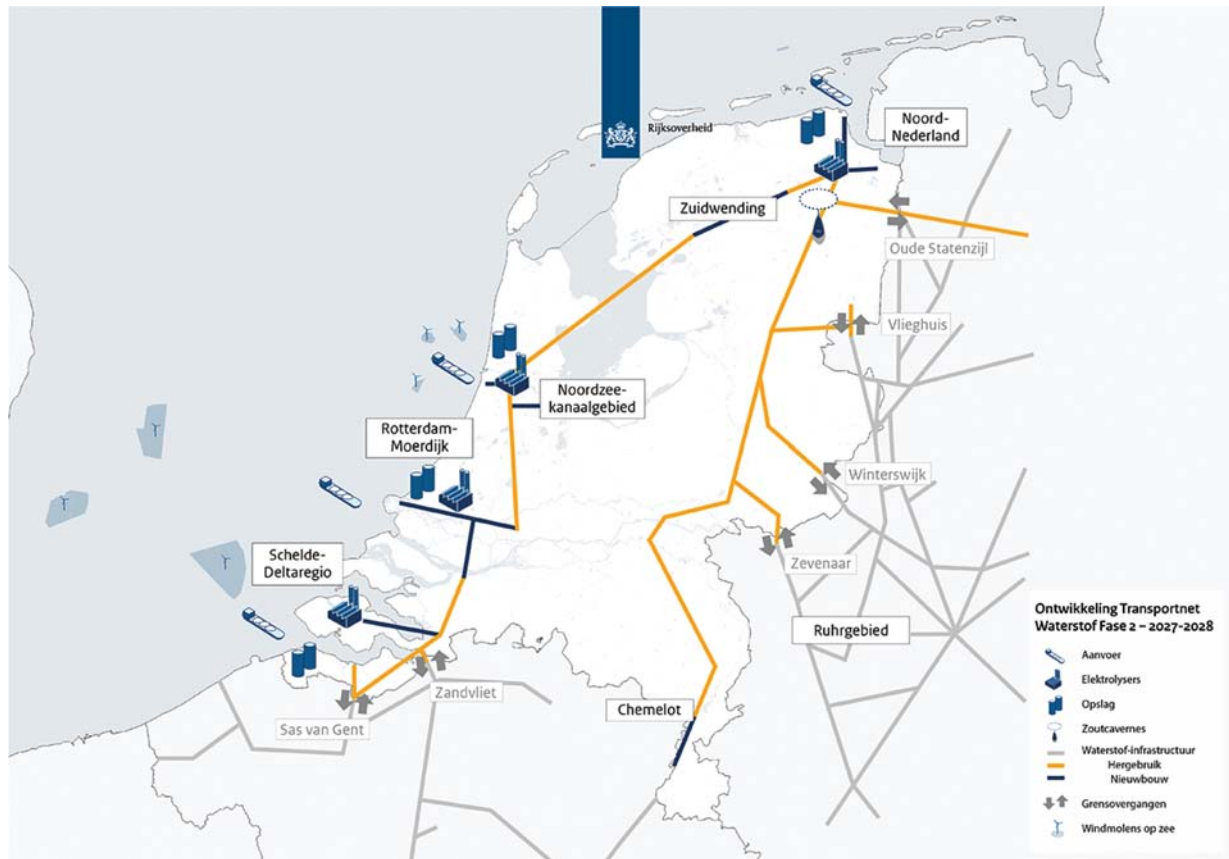 Rijksoverheid
Noord-
Nederland
Zuidwending
Oude Statenzijl
Vlieghuis
Noordzee-
kanaalgebied
Rotterdam-
Moerdijk
Winterswijk
Schelde-
Deltaregio
Zevenaar
Ruhrgebied
Zandvliet
Chemelot
Sas van Gent
Ontwikkeling Transportnet
Waterstof Fase 2 – 2027-2028
Aanvoer
Elektrolysers
Opslag
Zoutcavernes
Waterstof-infrastructuur
Hergebruik
Nieuwbouw
Grensovergangen
Windmolens op zee